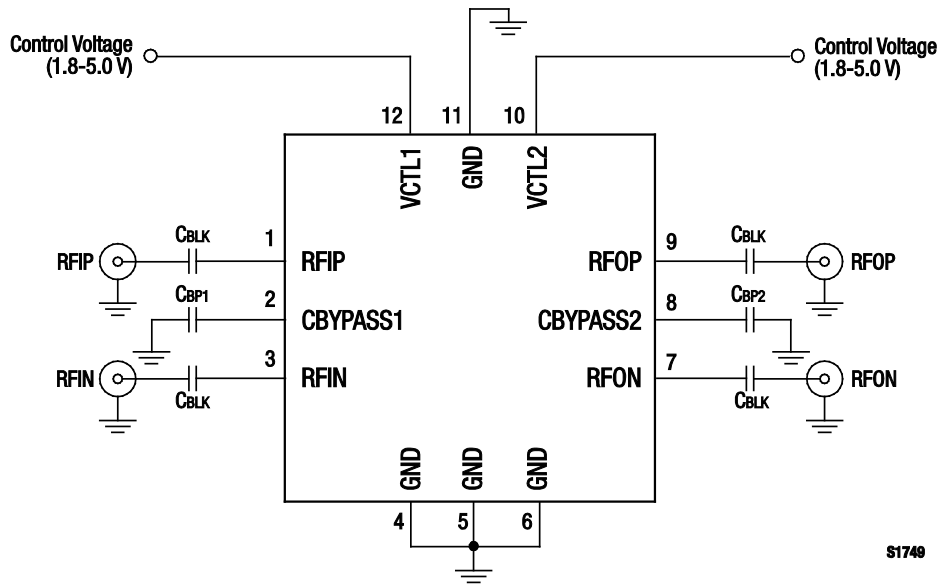 Control Voltage
(1.8-5.0 V)
Control Voltage
(1.8-5.0 V)
12
11
10
VCTL1
GND
VCTL2
RFIP
CBLK
1
RFIP
RFOP
9
CBLK
RFOP
CBP1
2
CBYPASS1
CBYPASS2
8
CBP2
RFIN
CBLK
3
RFIN
RFON
7
CBLK
RFON
GND
GND
GND
4
5
6
S1749